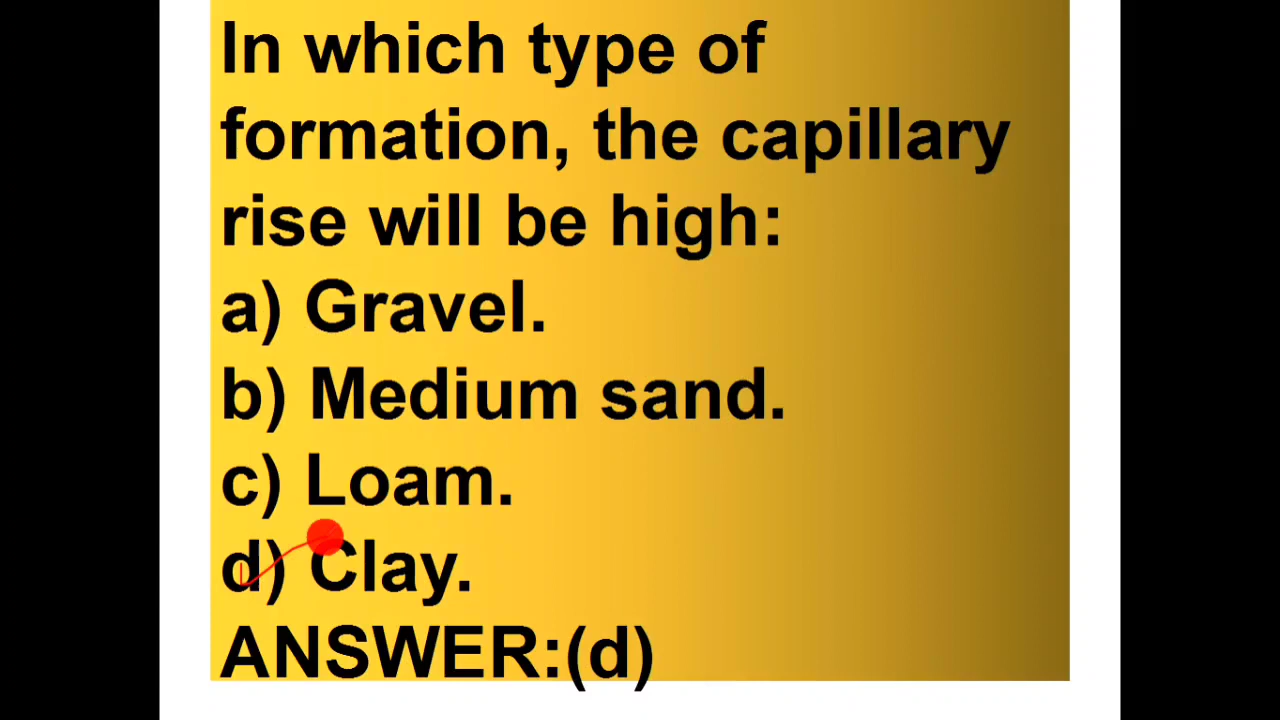 In which type of
formation, the capillary
rise will be high:
a) Gravel.
b) Medium sand.
c) Loam.
d) Clay.
ANSWER:(d)